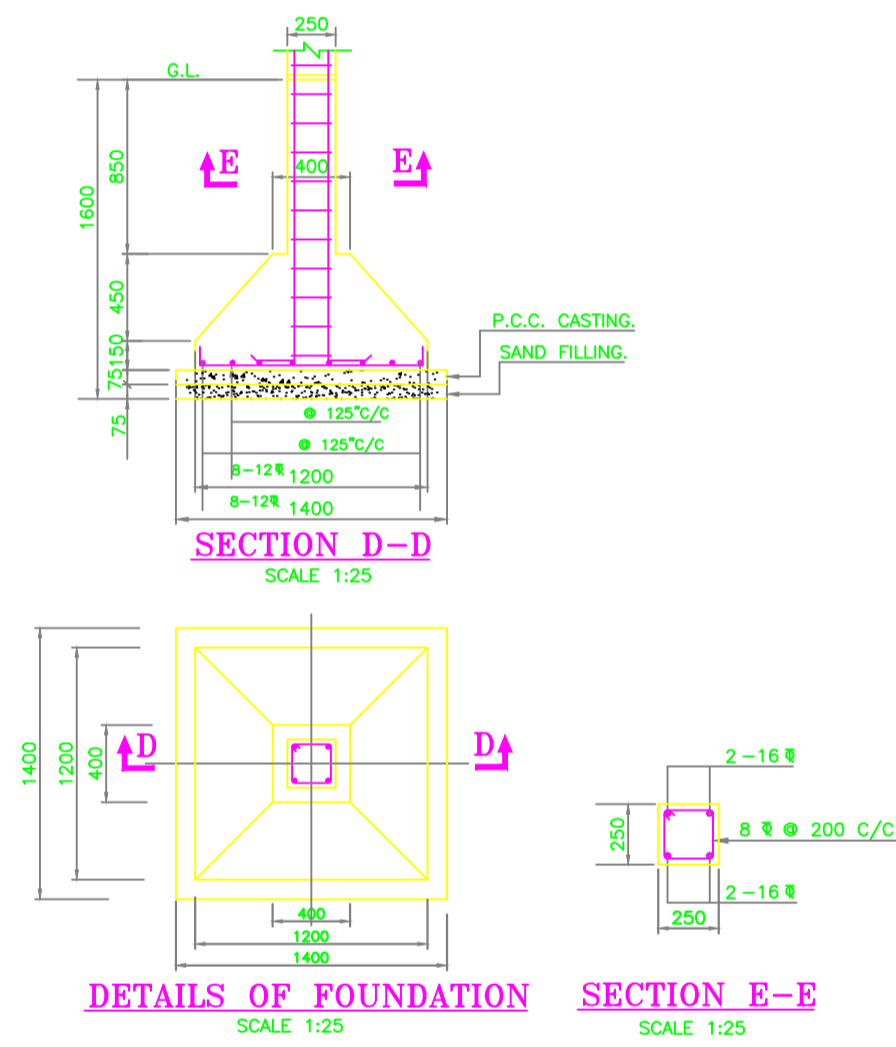 250
G.L.
E
E
400
850
1600
450
150
75
75
P.C.C. CASTING.
SAND FILLING.
@ 125"C/C
@ 125"C/C
8-12
1200
8-12
1400
SECTION D-D
SCALE 1:25
1400
1200
400
D
D
400
1200
1400
DETAILS OF FOUNDATION
SCALE 1:25
2-16
250
8 @ 200 C/C
2-16
250
SECTION E-E
SCALE 1:25